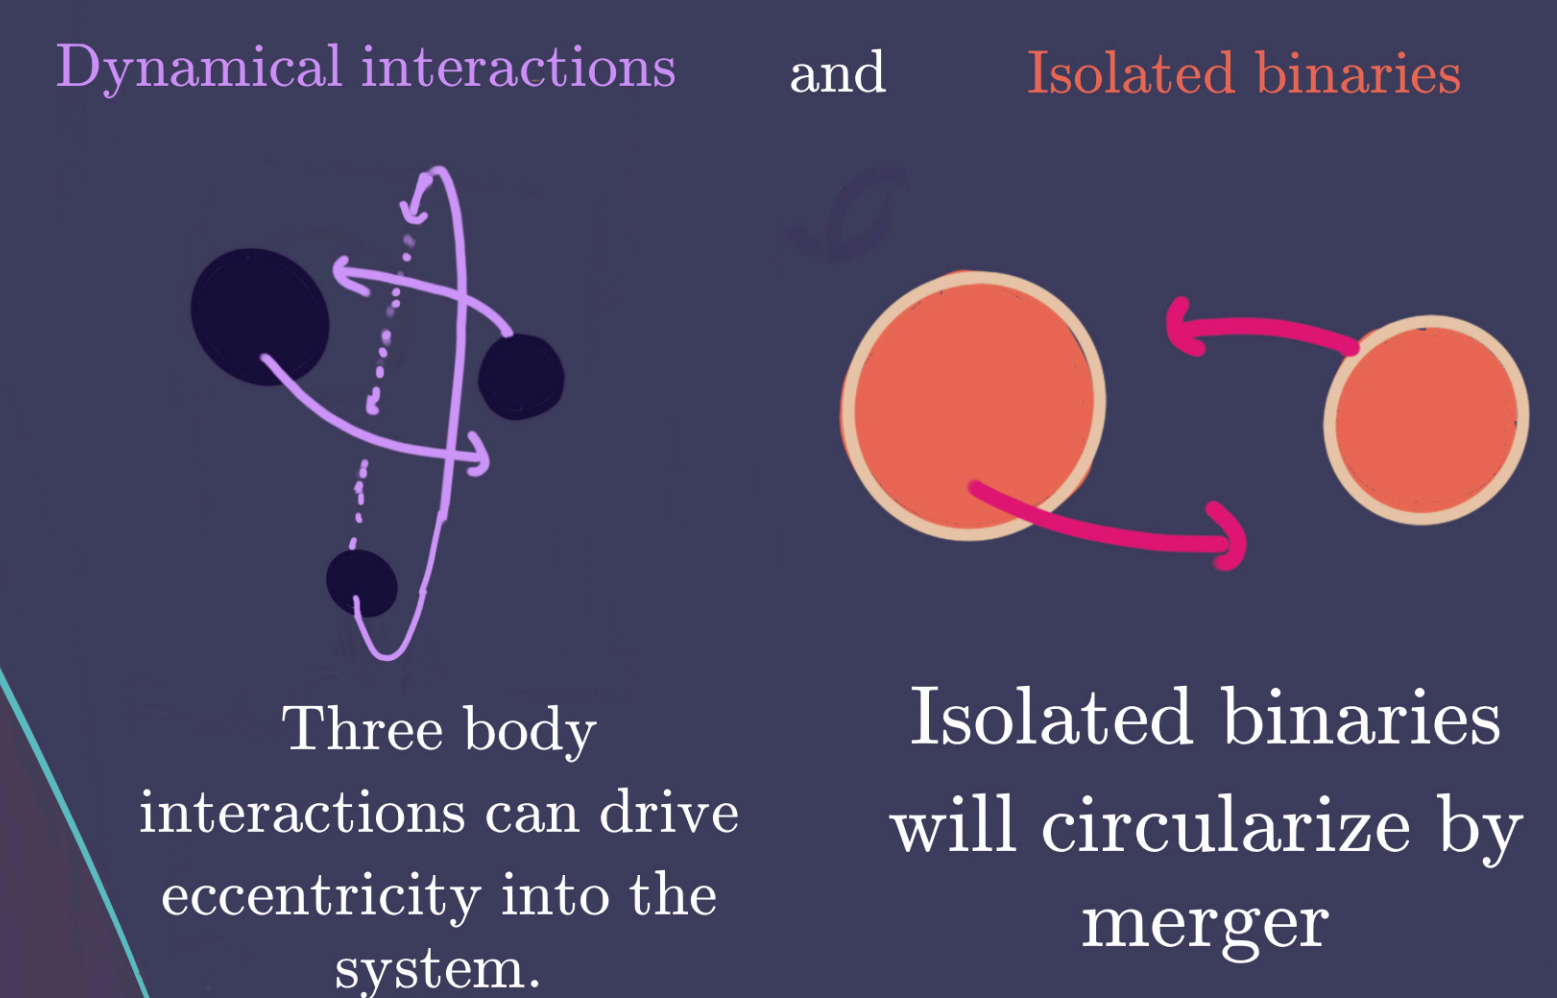 Dynamical interactions and Isolated binaries
Three body
interactions can drive
eccentricity into the
system.
Isolated binaries
will circularize by
merger